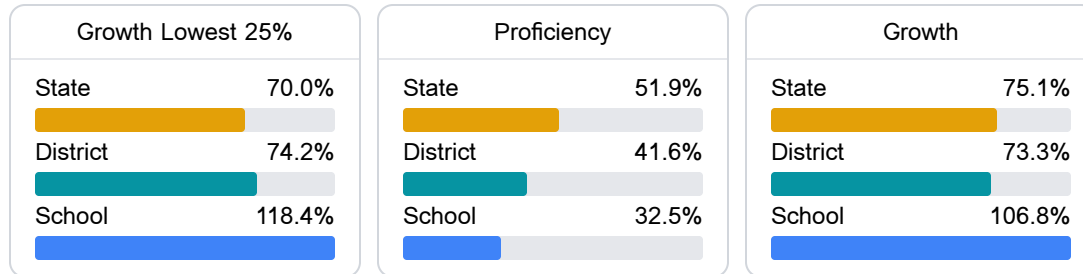 Growth Lowest 25%
State 70.0%
District 74.2%
School 118.4%
Proficiency
State 51.9%
District 41.6%
School 32.5%
Growth
State 75.1%
District 73.3%
School 106.8%